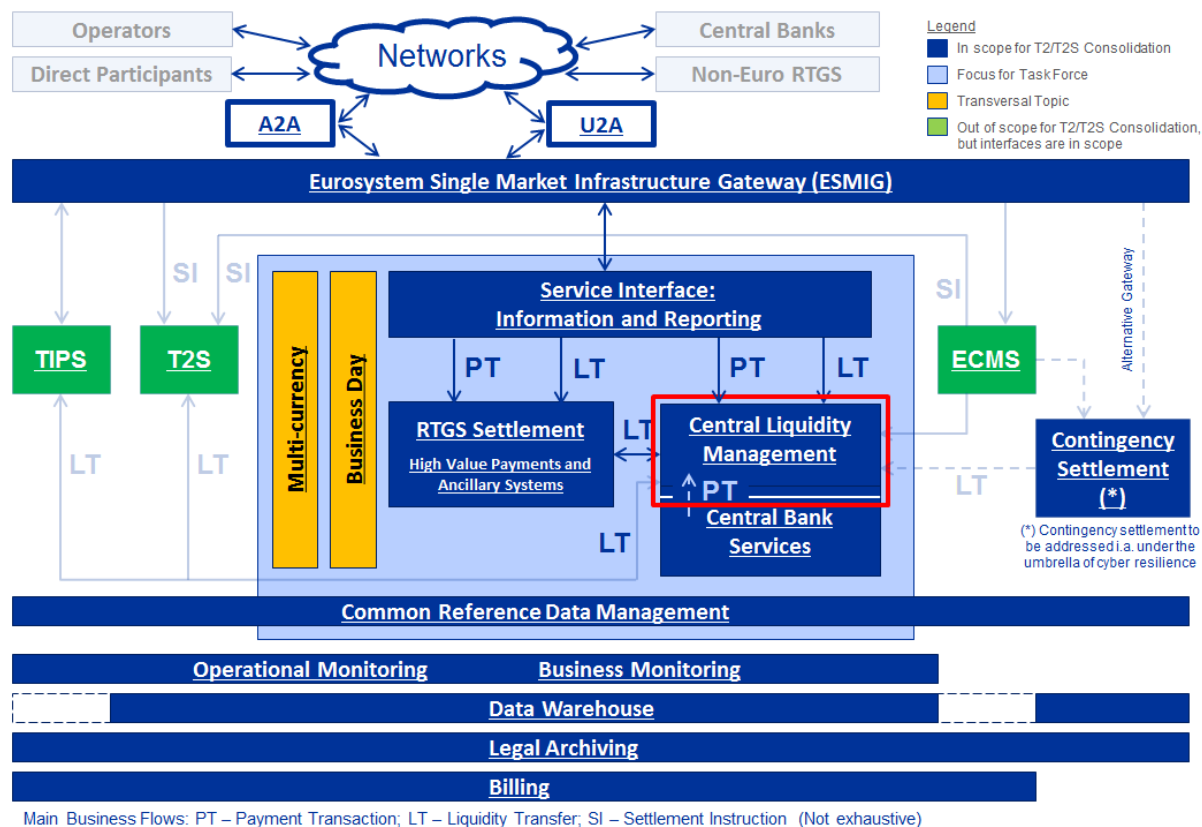 Operators
Direct Participants
Networks
Central Banks
Non-Euro RTGS
Legend
In scope for T2/T2S Consolidation
Focus for Task Force
Transversal Topic
Out of scope for T2/T2S Consolidation,
but interfaces are in scope
A2A
U2A
Eurosystem Single Market Infrastructure Gateway (ESMIG)
SI
SI
SI
Alternative Gateway
Multi-currency
Business Day
Service Interface:
Information and Reporting
TIPS
T2S
ECMS
PT
LT
PT
LT
RTGS Settlement
High Value Payments and
Ancillary Systems
LT
Central Liquidity
Management
PT
Central Bank
Services
Contingency
Settlement
(*)
LT
LT
LT
LT
(*) Contingency settlement to
be addressed i.a. under the
umbrella of cyber resilience
Common Reference Data Management
Operational Monitoring
Business Monitoring
Data Warehouse
Legal Archiving
Billing
Main Business Flows: PT – Payment Transaction; LT – Liquidity Transfer; SI – Settlement Instruction (Not exhaustive)